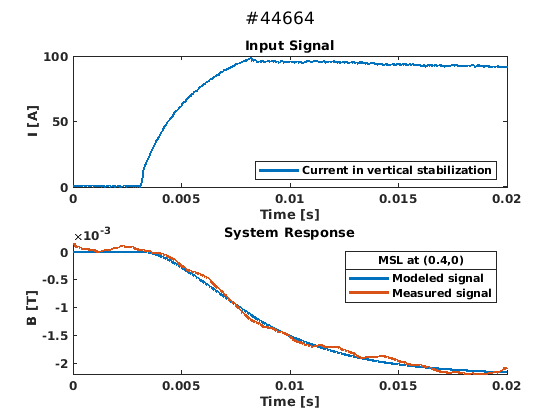 #44664
Input Signal
100
50
0
I [A]
Current in vertical stabilization
0 0.005 0.01 0.015 0.02
Time [s]
System Response
×10-3
0
-0.5
-1
-1.5
-2
B [T]
MSL at (0.4,0)
Modeled signal
Measured signal
0 0.005 0.01 0.015 0.02
Time [s]